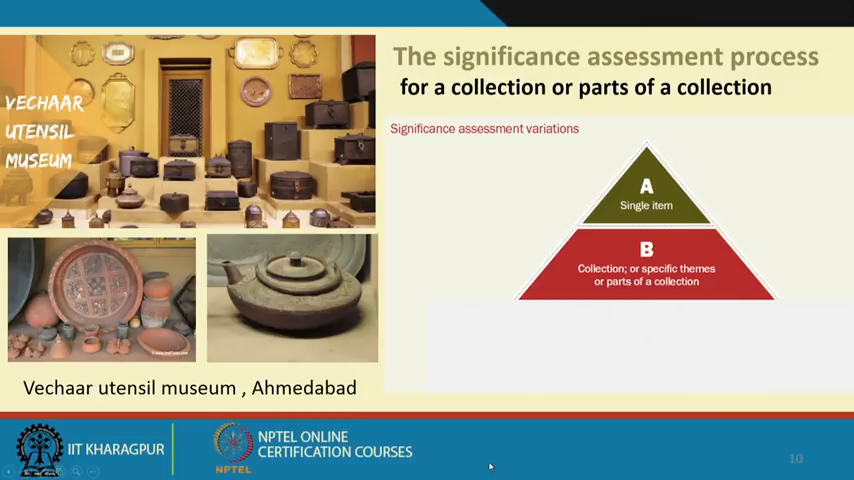 VECHAAR
UTENSIL
MUSEUM
Vechaar utensil museum , Ahmedabad
The significance assessment process
for a collection or parts of a collection
Significance assessment variations
A
Single item
B
Collection; or specific themes
or parts of a collection
IIT KHARAGPUR
NPTEL
NPTEL ONLINE
CERTIFICATION COURSES
10